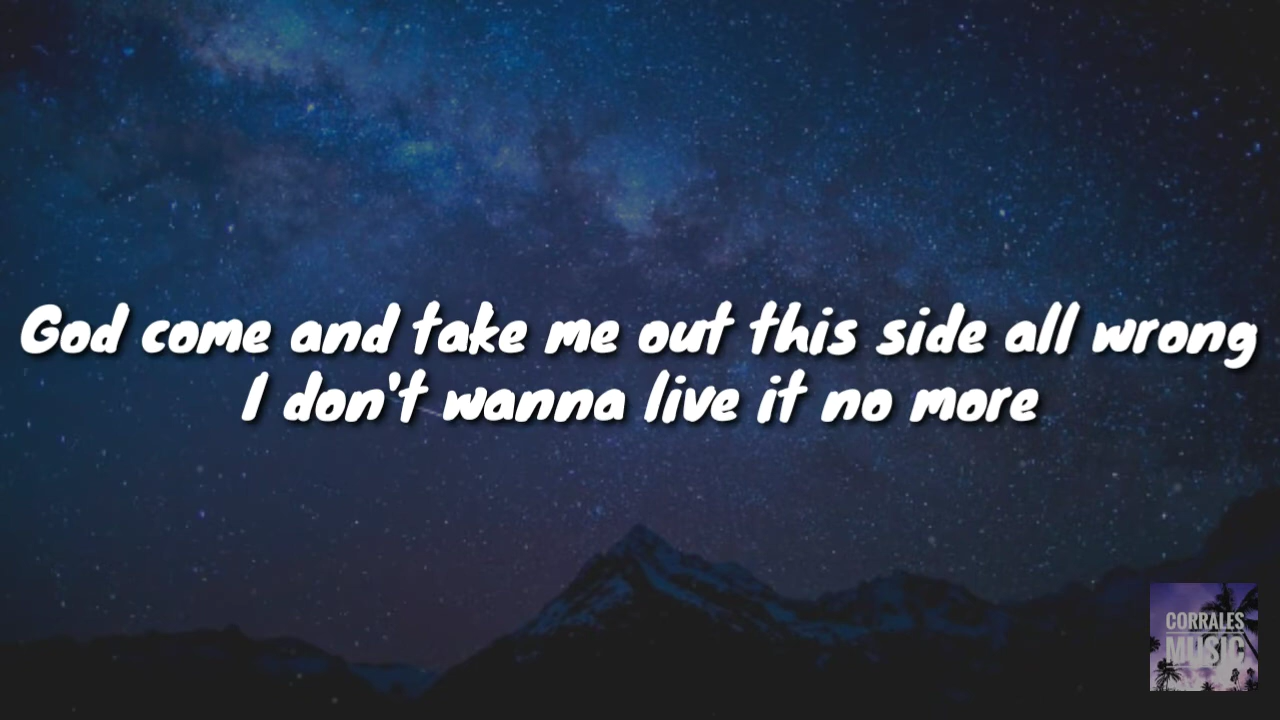 God come and take me out this side all wrong
I don't wanna live it no more
CORRALES
MUSIC